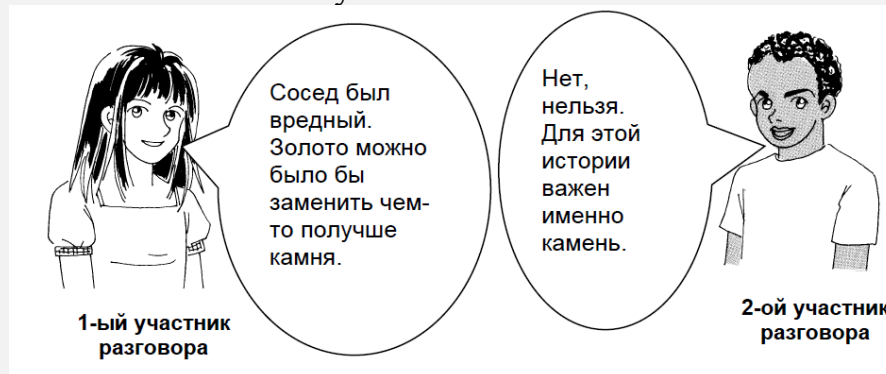 Сосед был
вредный.
Золото можно
было бы
заменить чем-
то получше
камня.
Нет,
нельзя.
Для этой
истории
важен
именно
камень.
1-ый участник
разговора
2-ой участник
разговора